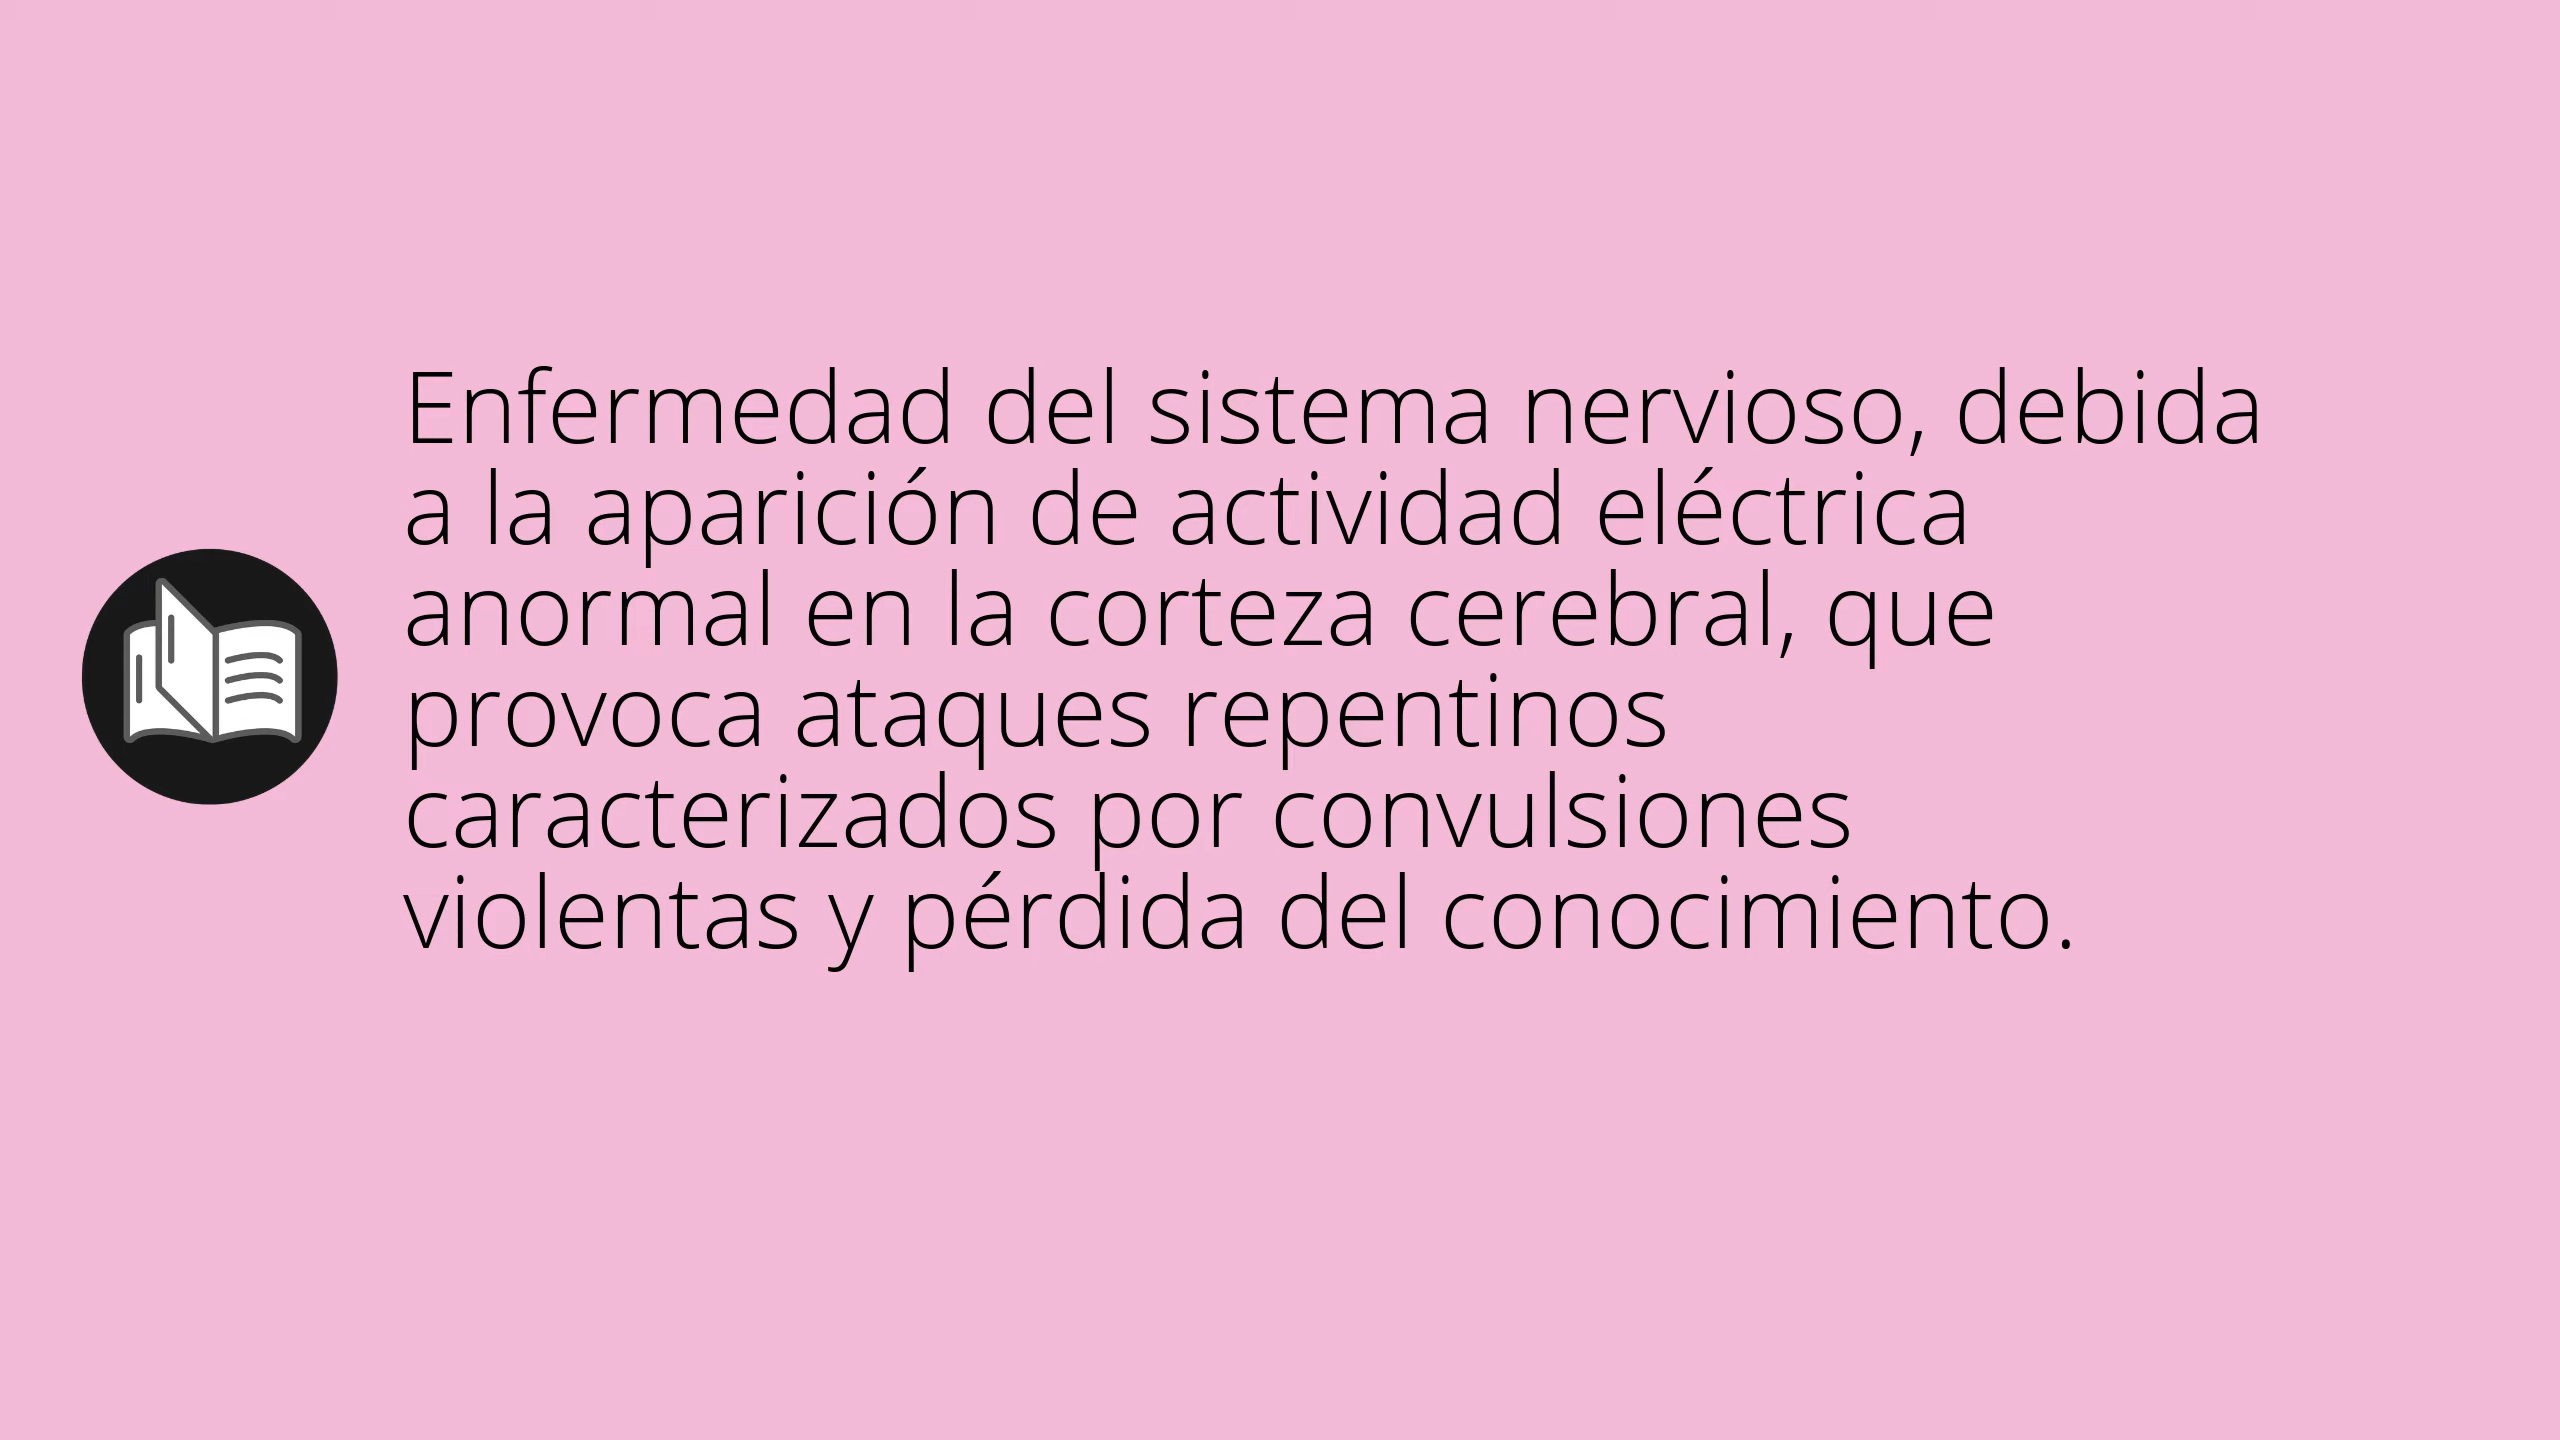 Enfermedad del sistema nervioso, debida
a la aparición de actividad eléctrica
anormal en la corteza cerebral, que
provoca ataques repentinos
caracterizados por convulsiones
violentas y pérdida del conocimiento.